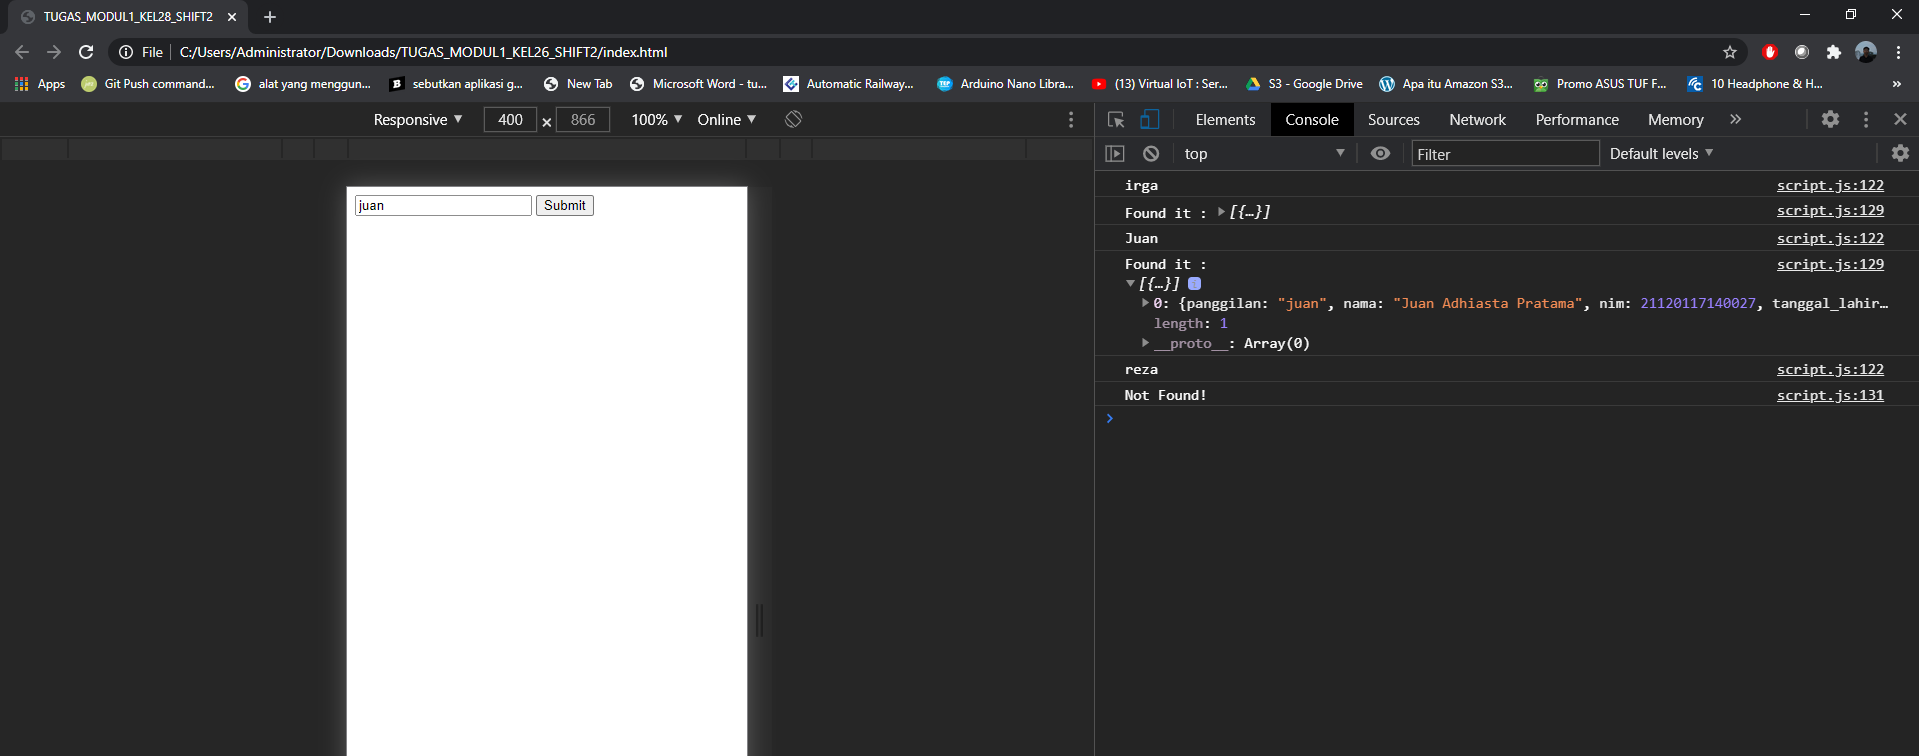 TUGAS_MODUL1_KEL28_SHIFT2
File C:/Users/Administrator/Downloads/TUGAS_MODUL1_KEL26_SHIFT2/index.html
Apps Git Push command... alat yang menggun... sebutkan aplikasi g... New Tab Microsoft Word - tu... Automatic Railway... Arduino Nano Libra... (13) Virtual IoT : Ser... S3 - Google Drive Apa itu Amazon S3... Promo ASUS TUF F... 10 Headphone & H... »
Responsive 400 × 866 100% Online
Elements Console Sources Network Performance Memory »
top Filter Default levels
juan Submit
irga script.js:122
Found it : [{…}] script.js:129
Juan script.js:122
Found it : script.js:129
[{…}]
0: {panggilan: "juan", nama: "Juan Adhiasta Pratama", nim: 21120117140027, tanggal_lahir…
length: 1
__proto__: Array(0)
reza script.js:122
Not Found! script.js:131